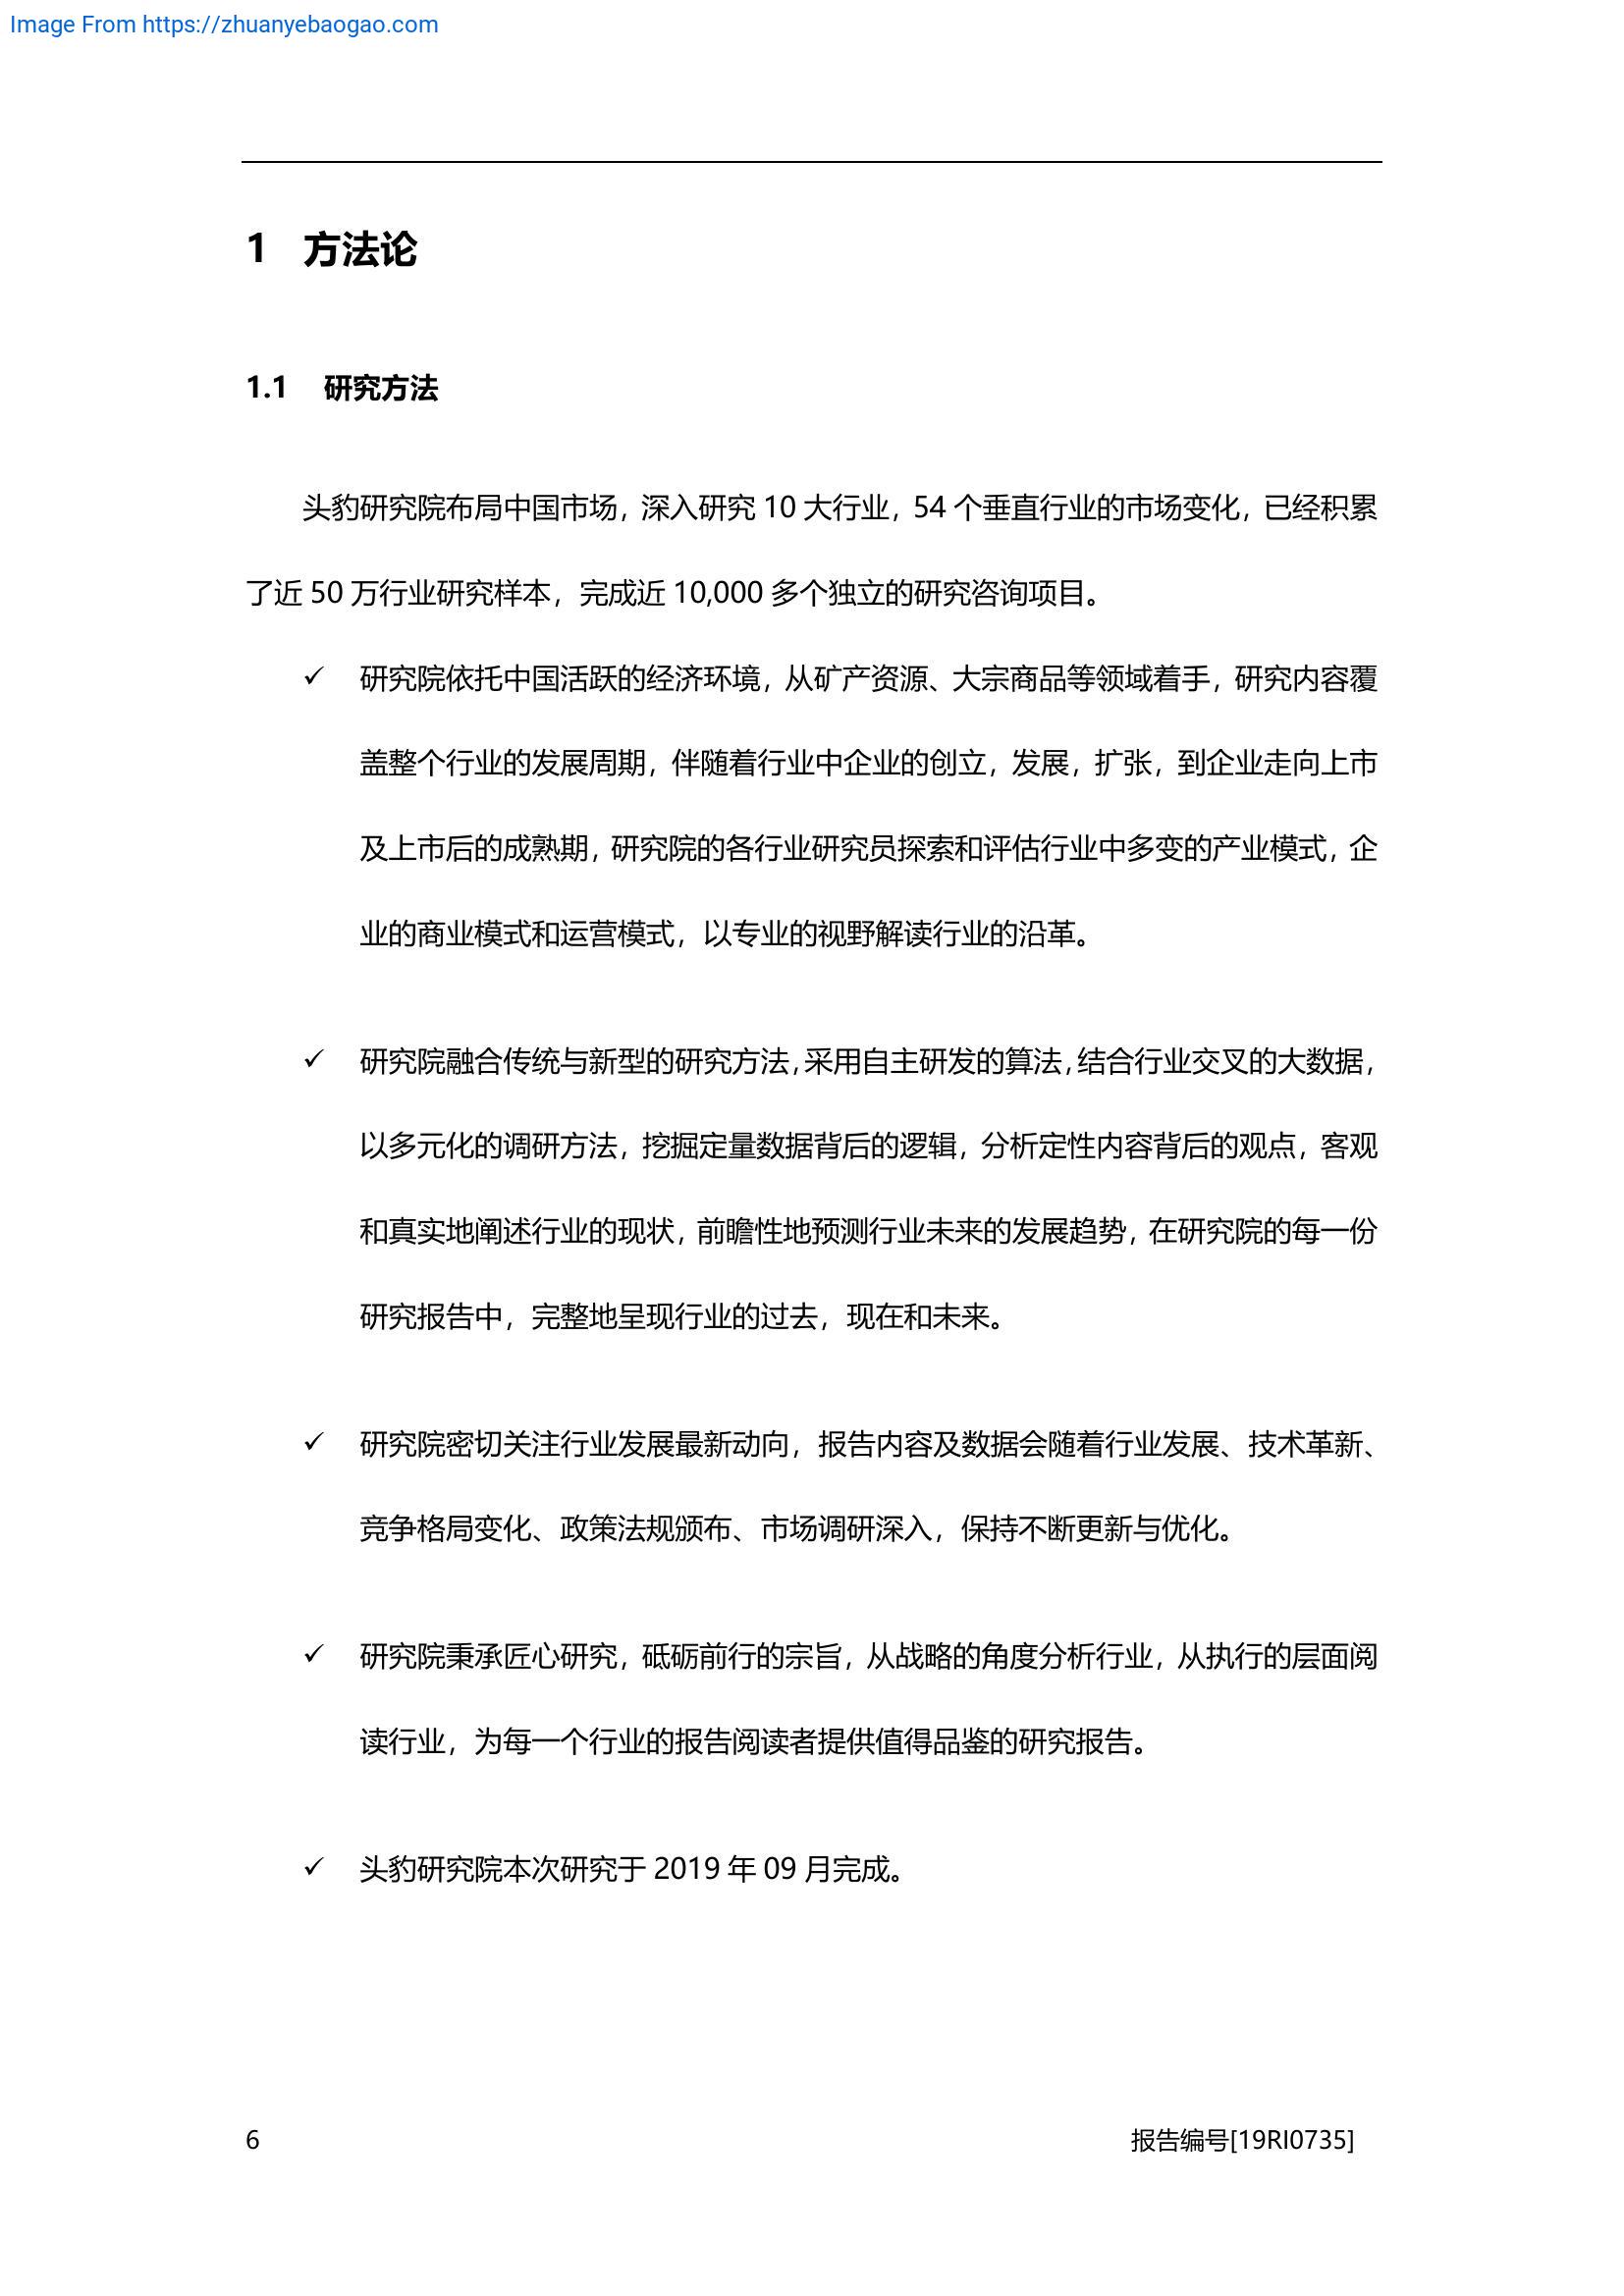 Image From https://zhuanyebaogao.com
1 方法论
1.1 研究方法
头豹研究院布局中国市场，深入研究 10 大行业，54 个垂直行业的市场变化，已经积累
了近 50 万行业研究样本，完成近 10,000 多个独立的研究咨询项目。
✓ 研究院依托中国活跃的经济环境，从矿产资源、大宗商品等领域着手，研究内容覆
盖整个行业的发展周期，伴随着行业中企业的创立，发展，扩张，到企业走向上市
及上市后的成熟期，研究院的各行业研究员探索和评估行业中多变的产业模式，企
业的商业模式和运营模式，以专业的视野解读行业的沿革。
✓ 研究院融合传统与新型的研究方法，采用自主研发的算法，结合行业交叉的大数据，
以多元化的调研方法，挖掘定量数据背后的逻辑，分析定性内容背后的观点，客观
和真实地阐述行业的现状，前瞻性地预测行业未来的发展趋势，在研究院的每一份
研究报告中，完整地呈现行业的过去，现在和未来。
✓ 研究院密切关注行业发展最新动向，报告内容及数据会随着行业发展、技术革新、
竞争格局变化、政策法规颁布、市场调研深入，保持不断更新与优化。
✓ 研究院秉承匠心研究，砥砺前行的宗旨，从战略的角度分析行业，从执行的层面阅
读行业，为每一个行业的报告阅读者提供值得品鉴的研究报告。
✓ 头豹研究院本次研究于 2019 年 09 月完成。
6 报告编号[19RI0735]